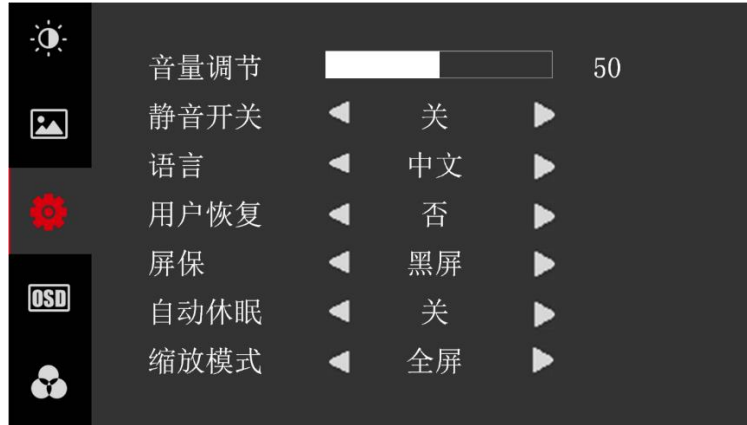 音量调节 50
静音开关 关
语言 中文
用户恢复 否
屏保 黑屏
OSD
自动休眠 关
缩放模式 全屏